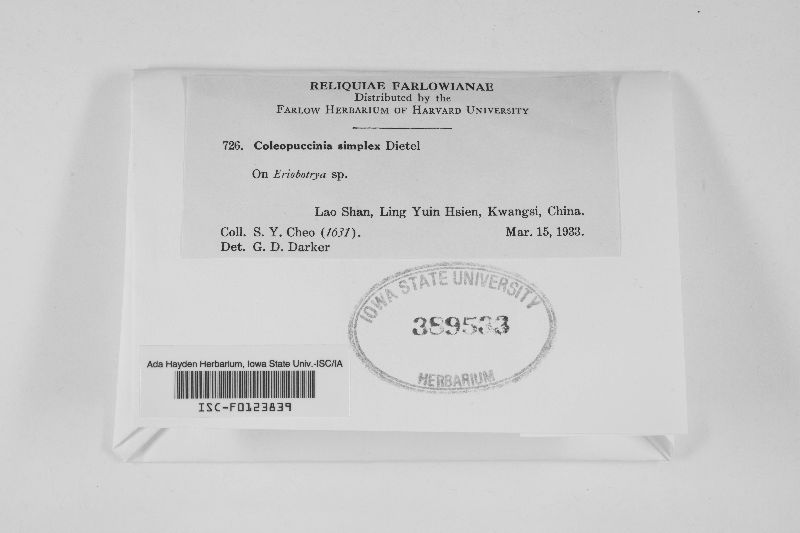 RELIQUIAE FARLOWIANAE
Distributed by the
FARLOW HERBARIUM OF HARVARD UNIVERSITY
726. Coleopuccinia simplex Dietel
On Eriobotrya sp.
Lao Shan, Ling Yuin Hsien, Kwangsi, China.
Coll. S. Y. Cheo (1631). Mar. 15, 1933.
Det. G. D. Darker
IOWA STATE UNIVERSITY
389533
HERBARIUM
Ada Hayden Herbarium, Iowa State Univ.-ISC/IA
ISC-F0123839